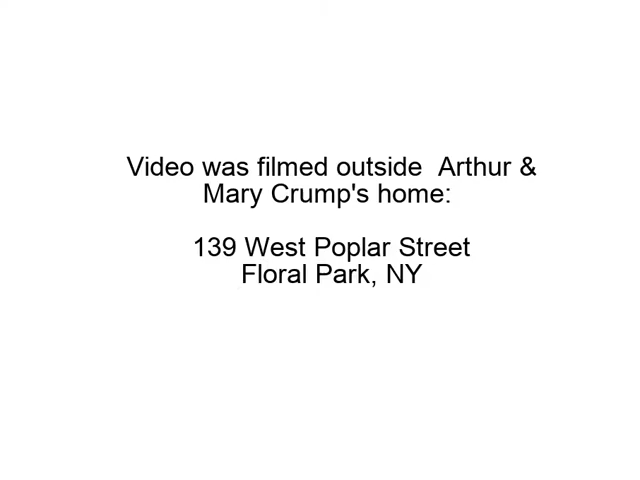 Video was filmed outside  Arthur &
Mary Crump's home:
139 West Poplar Street
Floral Park, NY